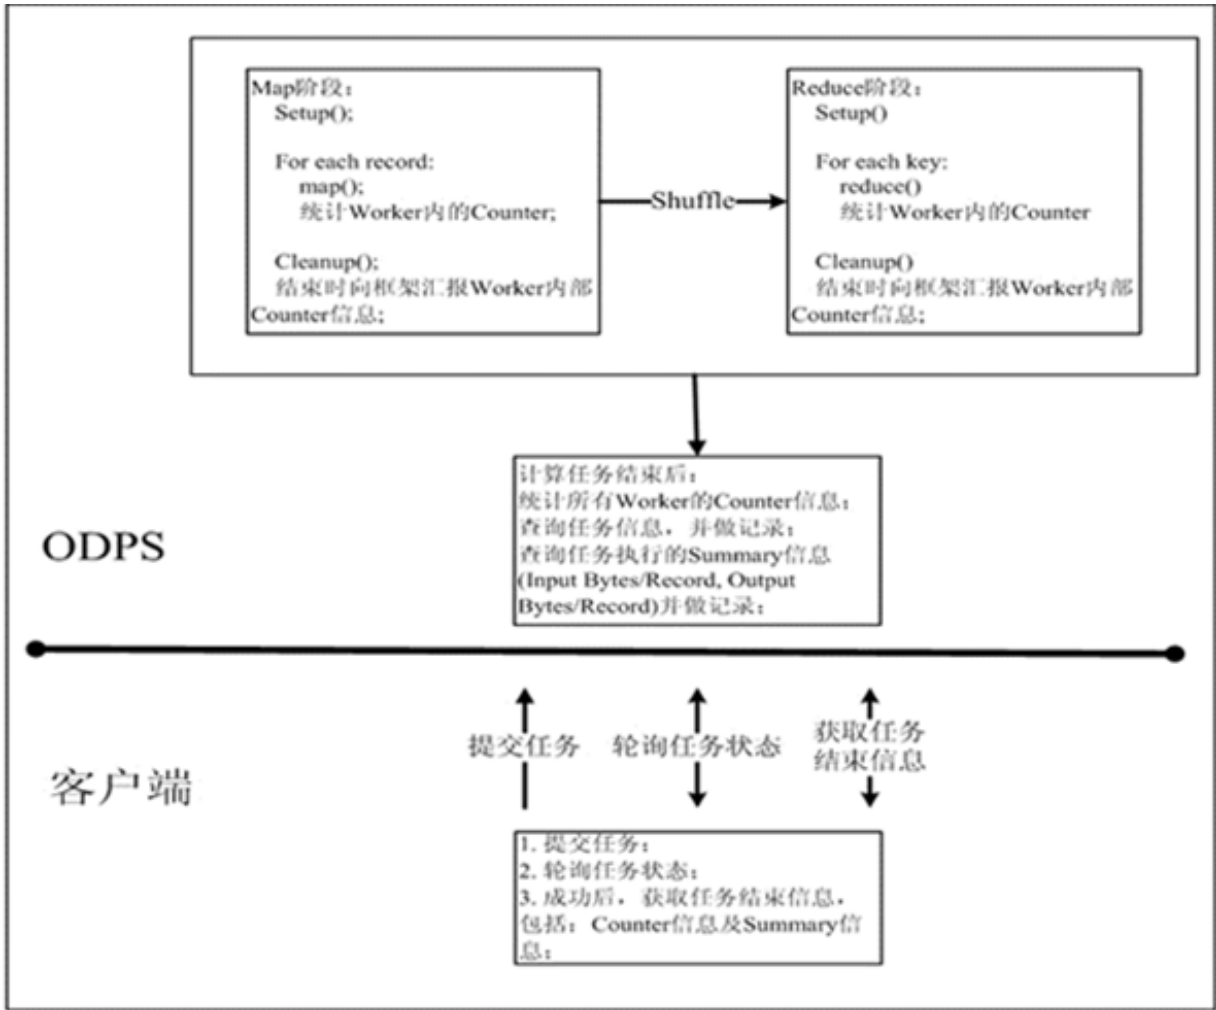 Map阶段：
Setup();
For each record:
map();
统计Worker内的Counter;
Cleanup();
结束时向框架汇报Worker内部
Counter信息;
Shuffle
Reduce阶段：
Setup()
For each key:
reduce()
统计Worker内的Counter
Cleanup()
结束时向框架汇报Worker内部
Counter信息;
计算任务结束后；
统计所有Worker的Counter信息；
查询任务信息，并做记录；
查询任务执行的Summary信息
(Input Bytes/Record, Output
Bytes/Record)并做记录；
ODPS
提交任务
轮询任务状态
获取任务
结束信息
客户端
1. 提交任务；
2. 轮询任务状态；
3. 成功后，获取任务结束信息，
包括：Counter信息及Summary信
息；